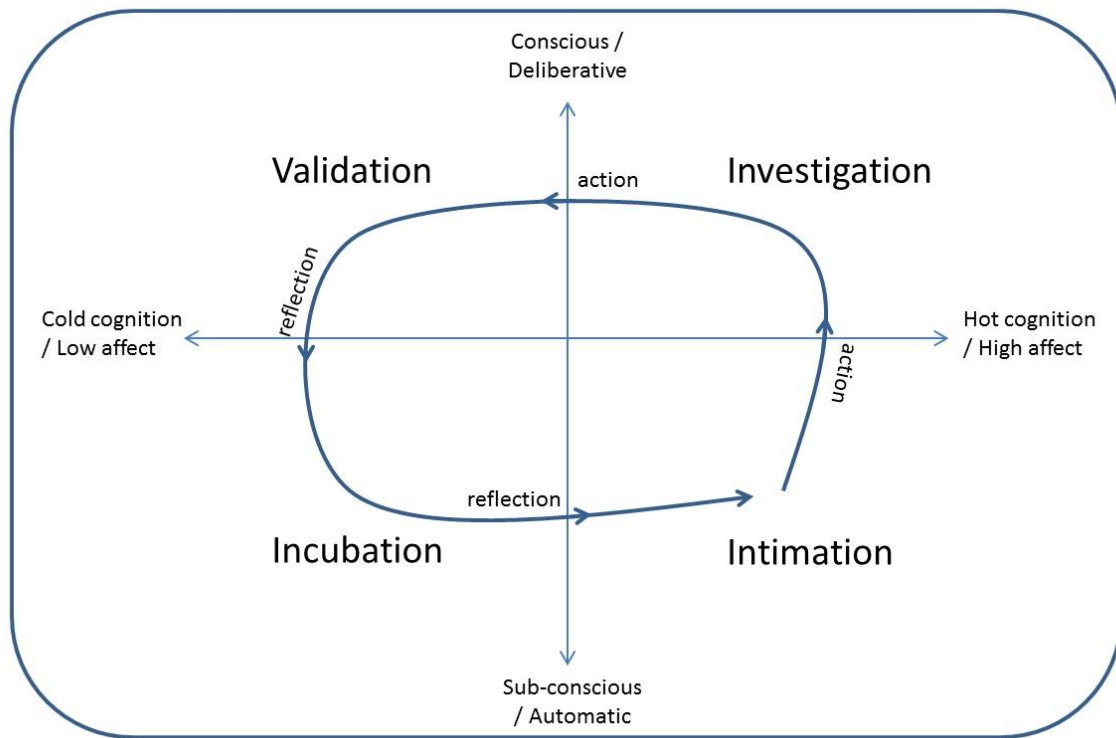 Conscious /
Deliberative
Validation
Investigation
action
reflection
Cold cognition
/ Low affect
Hot cognition
/ High affect
action
reflection
Incubation
Intimation
Sub-conscious
/ Automatic